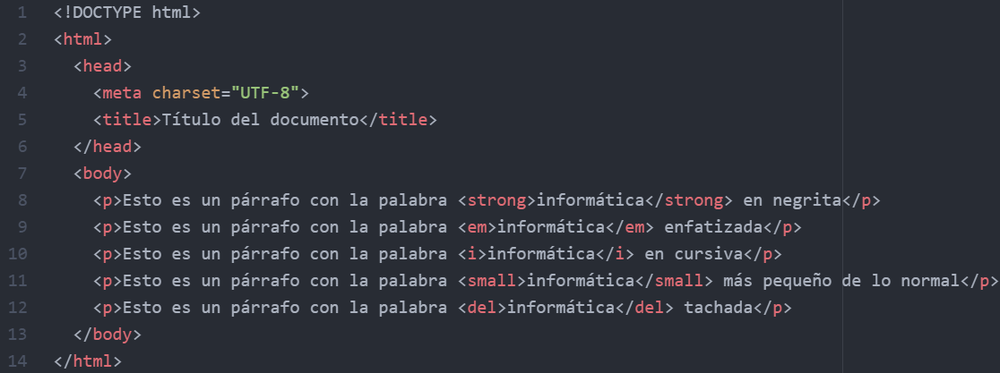 1 <!DOCTYPE html>
2 <html>
3   <head>
4     <meta charset="UTF-8">
5     <title>Título del documento</title>
6   </head>
7   <body>
8     <p>Esto es un párrafo con la palabra <strong>informática</strong> en negrita</p>
9     <p>Esto es un párrafo con la palabra <em>informática</em> enfatizada</p>
10     <p>Esto es un párrafo con la palabra <i>informática</i> en cursiva</p>
11     <p>Esto es un párrafo con la palabra <small>informática</small> más pequeño de lo normal</p>
12     <p>Esto es un párrafo con la palabra <del>informática</del> tachada</p>
13   </body>
14 </html>